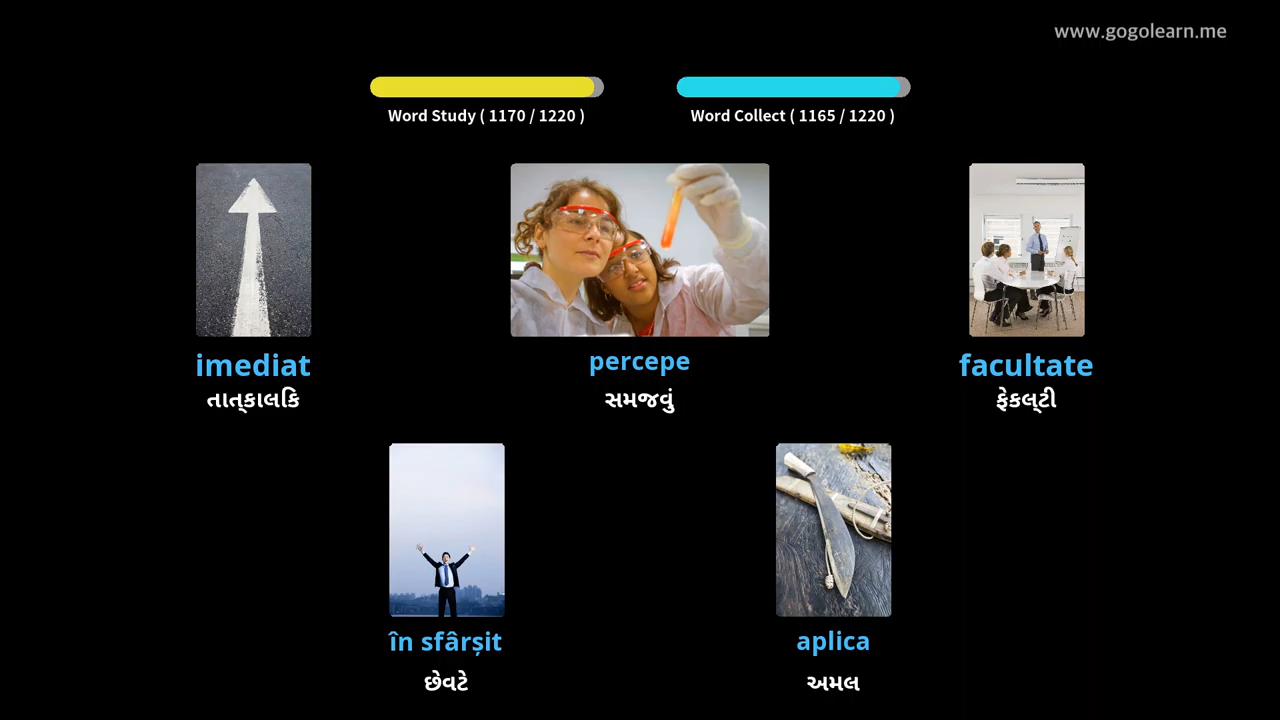 www.gogolearn.me
Word Study ( 1170 / 1220 )
Word Collect ( 1165 / 1220 )
imediat
તાત્કાલકિ
percepe
સમજવું
facultate
ફેકલ્ટી
în sfârșit
છેવટે
aplica
અમલ